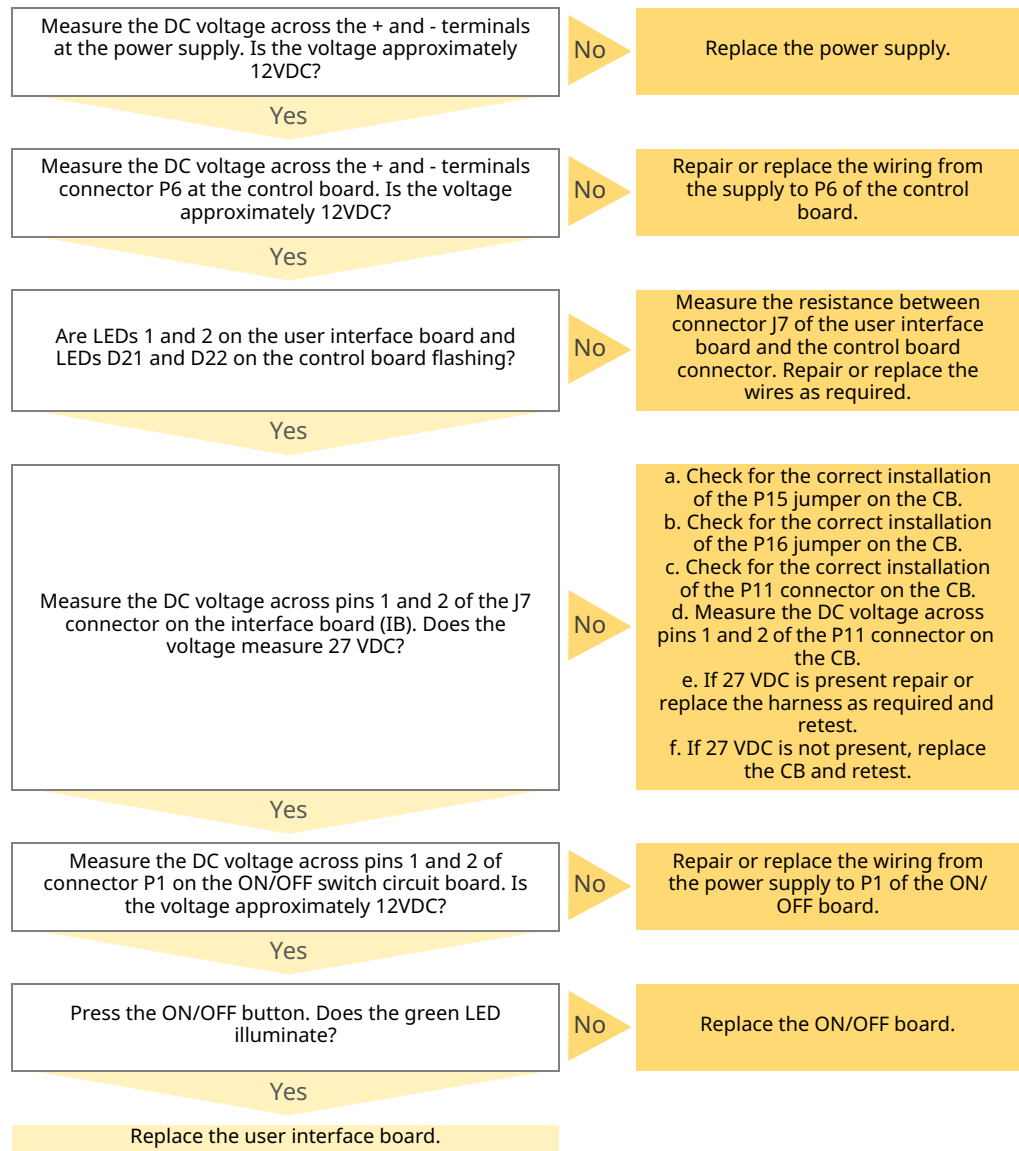 Measure the DC voltage across the + and - terminals
at the power supply. Is the voltage approximately
12VDC?
No
Replace the power supply.
Yes
Measure the DC voltage across the + and - terminals
connector P6 at the control board. Is the voltage
approximately 12VDC?
No
Repair or replace the wiring from
the supply to P6 of the control
board.
Yes
Are LEDs 1 and 2 on the user interface board and
LEDs D21 and D22 on the control board flashing?
No
Measure the resistance between
connector J7 of the user interface
board and the control board
connector. Repair or replace the
wires as required.
Yes
Measure the DC voltage across pins 1 and 2 of the J7
connector on the interface board (IB). Does the
voltage measure 27 VDC?
No
a. Check for the correct installation
of the P15 jumper on the CB.
b. Check for the correct installation
of the P16 jumper on the CB.
c. Check for the correct installation
of the P11 connector on the CB.
d. Measure the DC voltage across
pins 1 and 2 of the P11 connector on
the CB.
e. If 27 VDC is present repair or
replace the harness as required and
retest.
f. If 27 VDC is not present, replace
the CB and retest.
Yes
Measure the DC voltage across pins 1 and 2 of
connector P1 on the ON/OFF switch circuit board. Is
the voltage approximately 12VDC?
No
Repair or replace the wiring from
the power supply to P1 of the ON/
OFF board.
Yes
Press the ON/OFF button. Does the green LED
illuminate?
No
Replace the ON/OFF board.
Yes
Replace the user interface board.